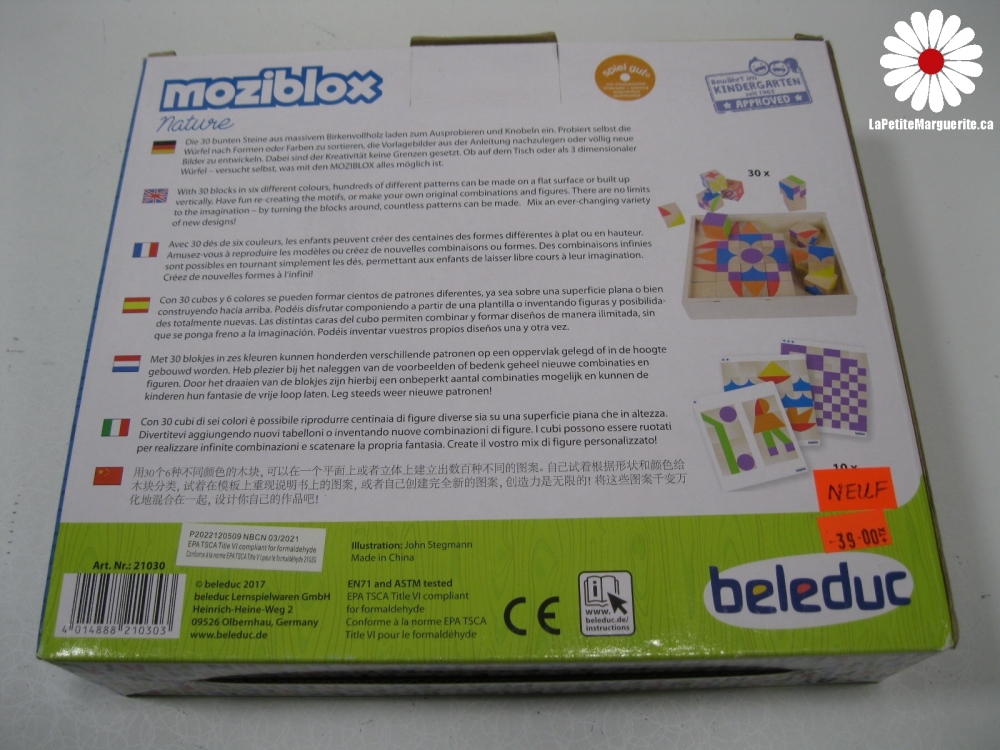 moziblox
Nature
spiel gut®
Bewährt im
KINDERGARTEN
seit 1967
APPROVED
LaPetiteMarguerite.ca
Die 30 bunten Steine aus massivem Birkenvollholz laden zum Ausprobieren und Knobeln ein. Probiert selbst die
Würfel nach Formen oder Farben zu sortieren, die Vorlagebilder aus der Anleitung nachzulegen oder völlig neue
Bilder zu entwickeln. Dabei sind der Kreativität keine Grenzen gesetzt. Ob auf dem Tisch oder als 3 dimensionaler
Würfel – versucht selbst, was mit den MOZIBLOX alles möglich ist.
With 30 blocks in six different colours, hundreds of different patterns can be made on a flat surface or built up
vertically. Have fun re-creating the motifs, or make your own original combinations and figures. There are no limits
to the imagination – by turning the blocks around, countless patterns can be made. Mix an ever-changing variety
of new designs!
Avec 30 dés de six couleurs, les enfants peuvent créer des centaines des formes différentes à plat ou en hauteur.
Amusez-vous à reproduire les modèles ou créez de nouvelles combinaisons ou formes. Des combinaisons infinies
sont possibles en tournant simplement les dés, permettant aux enfants de laisser libre cours à leur imagination.
Créez de nouvelles formes à l'infini!
Con 30 cubos y 6 colores se pueden formar cientos de patrones diferentes, ya sea sobre una superficie plana o bien
construyendo hacia arriba. Podéis disfrutar componiendo a partir de una plantilla o inventando figuras y posibilida-
des totalmente nuevas. Las distintas caras del cubo permiten combinar y formar diseños de manera ilimitada, sin
que se ponga freno a la imaginación. Podéis inventar vuestros propios diseños una y otra vez.
Met 30 blokjes in zes kleuren kunnen honderden verschillende patronen op een oppervlak gelegd of in de hoogte
gebouwd worden. Heb plezier bij het naleggen van de voorbeelden of bedenk geheel nieuwe combinaties en
figuren. Door het draaien van de blokjes zijn hierbij een onbeperkt aantal combinaties mogelijk en kunnen de
kinderen hun fantasie de vrije loop laten. Leg steeds weer nieuwe patronen!
Con 30 cubi di sei colori è possibile riprodurre centinaia di figure diverse sia su una superficie piana che in altezza.
Divertitevi aggiungendo nuovi tabelloni o inventando nuove combinazioni di figure. I cubi possono essere ruotati
per realizzare infinite combinazioni e scatenare la propria fantasia. Create il vostro mix di figure personalizzato!
用30个6种不同颜色的木块, 可以在一个平面上或者立体上建立出数百种不同的图案。自己试着根据形状和颜色给
木块分类, 试着在模板上重现说明书上的图案, 或者自己创建完全新的图案, 创造力是无限的! 将这些图案千变万
化地混合在一起, 设计你自己的作品吧!
30 x
10 x
NEUF
39.00
P2022120509 NBCN 03/2021
EPA TSCA Title VI compliant for formaldehyde
Conforme à la norme EPA TSCA Title VI pour le formaldéhyde 21030
Art. Nr.: 21030
4 014888 210303
© beleduc 2017
beleduc Lernspielwaren GmbH
Heinrich-Heine-Weg 2
09526 Olbernhau, Germany
www.beleduc.de
Illustration: John Stegmann
Made in China
EN71 and ASTM tested
EPA TSCA Title VI compliant
for formaldehyde
Conforme à la norme EPA TSCA
Title VI pour le formaldéhyde
CE
www.
beleduc.de/
instructions
beleduc